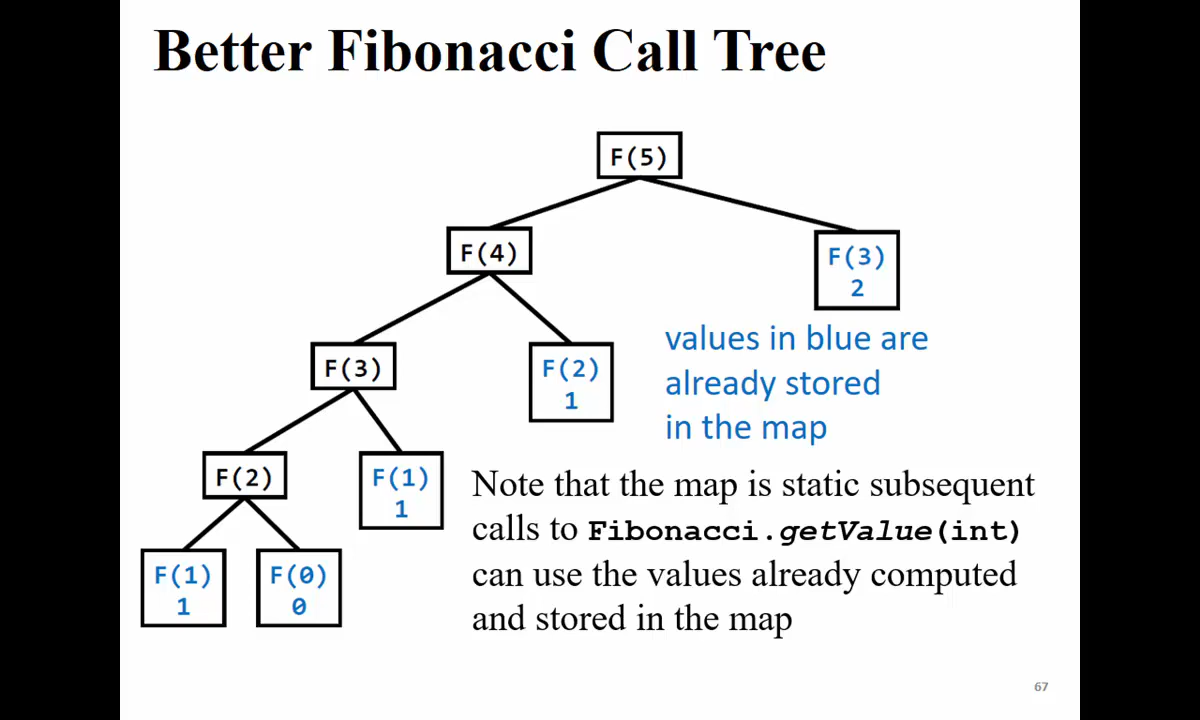 Better Fibonacci Call Tree
F(5)
F(4)
F(3)
2
values in blue are
already stored
in the map
F(3)
F(2)
1
F(2)
F(1)
1
Note that the map is static subsequent
calls to Fibonacci.getValue(int)
can use the values already computed
and stored in the map
F(1)
1
F(0)
0
67